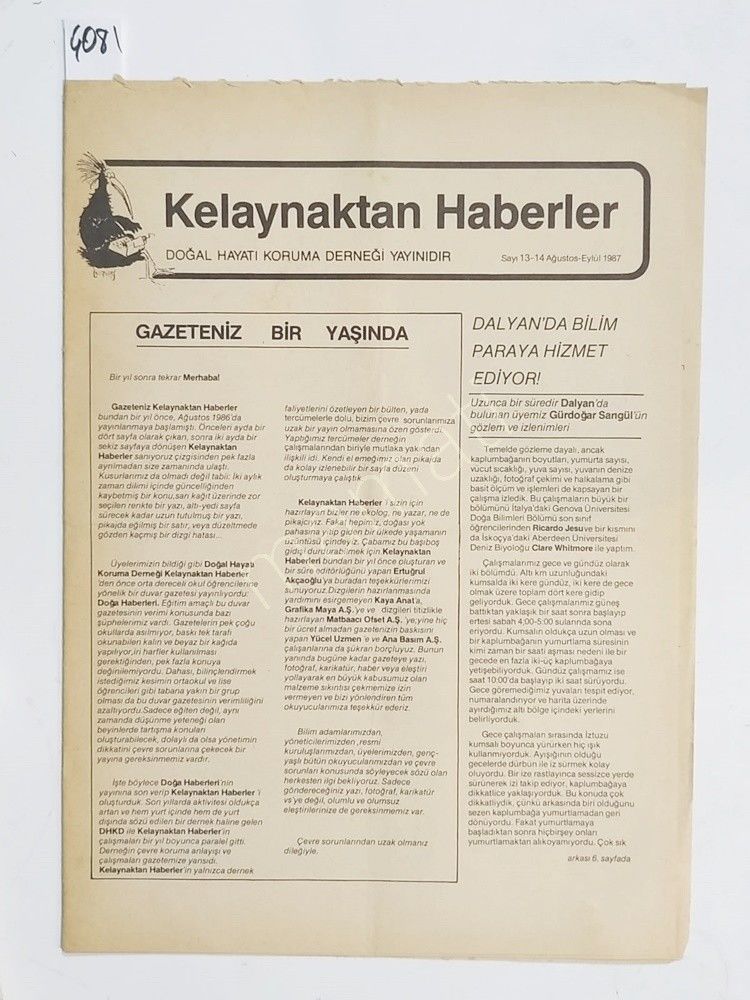 4081
Kelaynaktan Haberler
DOĞAL HAYATI KORUMA DERNEĞİ YAYINIDIR
Sayı 13-14 Ağustos-Eylül 1987
GAZETENİZ BİR YAŞINDA
Bir yıl sonra tekrar Merhaba!
Gazeteniz Kelaynaktan Haberler
bundan bir yıl önce, Ağustos 1986'da
yayınlanmaya başlamıştı. Önceleri ayda bir
dört sayfa olarak çıkan, sonra iki ayda bir
sekiz sayfaya dönüşen Kelaynaktan
Haberler sanıyoruz çizgisinden pek fazla
ayrılmadan size zamanında ulaştı.
Kusurlarımız da olmadı değil tabii: İki aylık
zaman dilimi içinde güncelliğinden
kaybetmiş bir konu, sarı kağıt üzerinde zor
seçilen renkte bir yazı, altı-yedi sayfa
sürecek kadar uzun tutulmuş bir yazı,
pikajda eğilmiş bir satır, veya düzeltmede
gözden kaçmış bir dizgi hatası...
Üyelerimizin bildiği gibi Doğal Hayatı
Koruma Derneği Kelaynaktan Haberler
'den önce orta dereceli okul öğrencilerine
yönelik bir duvar gazetesi yayınlıyordu:
Doğa Haberleri. Eğitim amaçlı bu duvar
gazetesinin verimi konusunda bazı
şüphelerimiz vardı. Gazetelerin pek çoğu
okullarda asılmıyor, baskı tek tarafı
okunabilen kalın ve beyaz bir kağıda
yapılıyor, iri harfler kullanılması
gerektiğinden, pek fazla konuya
değinilemiyordu. Dahası, bilinçlendirmek
istediğimiz kesimin ortaokul ve lise
öğrencileri gibi tabana yakın bir grup
olması da bu duvar gazetesinin verimliliğini
azaltıyordu. Sadece eğiten değil, aynı
zamanda düşünme yeteneği olan
beyinlerde tartışma konuları
oluşturabilecek, dolaylı da olsa yönetimin
dikkatini çevre sorunlarına çekecek bir
yayına gereksinmemiz vardır.
İşte böylece Doğa Haberleri'nin
yayınına son verip Kelaynaktan Haberler 'i
oluşturduk. Son yıllarda aktivitesi oldukça
artan ve hem yurt içinde hem de yurt
dışında sözü edilen bir dernek haline gelen
DHKD ile Kelaynaktan Haberler'in
çalışmaları bir yıl boyunca paralel gitti.
Derneğin çevre koruma anlayışı ve
çalışmaları gazetemize yansıdı.
Kelaynaktan Haberler'in yalnızca dernek
faliyetlerini özetleyen bir bülten, yada
tercümelerle dolu, bizim çevre sorunlarımıza
uzak bir yayın olmamasına özen gösterdi.
Yaptığımız tercümeler derneğin
çalışmalarından biriyle mutlaka yakından
ilişkili idi. Kendi el emeğimiz olan pikajda
da kolay izlenebilir bir sayfa düzeni
oluşturmaya çalıştık.
Kelaynaktan Haberler 'i sizin için
hazırlayan bizler ne ekolog, ne yazar, ne de
pikajcıyız. Fakat hepimiz, doğası yok
pahasına yitip giden bir ülkede yaşamanın
üzüntüsü içindeyiz. Çabamız bu başıboş
gidişi durdurabilmek için. Kelaynaktan
Haberleri bundan bir yıl önce oluşturan ve
bir süre editörlüğünü yapan Ertuğrul
Akçaoğlu'ya buradan teşekkürlerimizi
sunuyoruz. Dizgilerin hazırlanmasında
yardımını esirgemeyen Kaya Anat'a,
Grafika Maya A.Ş.'ye ve dizgileri titizlikle
hazırlayan Matbaacı Ofset A.Ş. 'ye; yine hiç
bir ücret almadan gazetenizin baskısını
yapan Yücel Uzmen 'e ve Ana Basım A.Ş.
çalışanlarına da şükran borçluyuz. Bunun
yanında bugüne kadar gazeteye yazı,
fotoğraf, karikatür, haber veya eleştiri
yollayarak en büyük kabusumuz olan
malzeme sıkıntısı çekmemize izin
vermeyen ve bizi yönlendiren tüm
okuyucularımıza teşekkür ederiz.
Bilim adamlarımızdan,
yöneticilerimizden ,resmi
kuruluşlarımızdan, üyelerimizden, genç-
yaşlı bütün okuyucularımızdan ve çevre
sorunları konusunda söyleyecek sözü olan
herkesten ilgi bekliyoruz. Sadece
göndereceğiniz yazı, fotoğraf, karikatür
vs'ye değil, olumlu ve olumsuz
eleştirilerinize de gereksinmemiz var.
Çevre sorunlarından uzak olmanız
dileğiyle.
DALYAN'DA BİLİM
PARAYA HİZMET
EDİYOR!
Uzunca bir süredir Dalyan'da
bulunan üyemiz Gürdoğar Sarıgül'ün
gözlem ve izlenimleri
Temelde gözleme dayalı, ancak
kaplumbağanın boyutları, yumurta sayısı,
vücut sıcaklığı, yuva sayısı, yuvanın denize
uzaklığı, fotoğraf çekimi ve halkalama gibi
basit ölçüm ve işlemleri de kapsayan bir
çalışma izledik. Bu çalışmaların büyük bir
bölümünü İtalya'daki Genova Üniversitesi
Doğa Bilimleri Bölümü son sınıf
öğrencilerinden Ricardo Jesu ve bir kısmını
da İskoçya'daki Aberdeen Üniversitesi
Deniz Biyoloğu Clare Whitmore ile yaptım.
Çalışmalarımız gece ve gündüz olarak
iki bölümdü. Altı km uzunluğundaki
kumsalda iki kere gündüz, iki kere de gece
olmak üzere toplam dört kere gidip
geliyorduk. Gece çalışmalarımız güneş
battıktan yaklaşık bir saat sonra başlayıp
ertesi sabah 4:00-5:00 sularında sona
eriyordu. Kumsalın oldukça uzun olması ve
bir kaplumbağanın yumurtlama süresinin
kimi zaman bir saati aşması nedeni ile bir
gecede en fazla iki-üç kaplumbağaya
yetişebiliyorduk. Gündüz çalışmamız ise
saat 10:00'da başlayıp iki saat sürüyordu.
Gece göremediğimiz yuvaları tespit ediyor,
numaralandırıyor ve harita üzerinde
ayırdığımız altı bölge içindeki yerlerini
belirliyorduk.
Gece çalışmaları sırasında İztuzu
kumsalı boyunca yürürken hiç ışık
kullanmıyorduk. Ayışığının olduğu
gecelerde dürbün ile iz sürmek kolay
oluyordu. Bir ize rastlayınca sessizce yerde
sürünerek izi takip ediyor, kaplumbağaya
dikkatlice yaklaşıyorduk. Bu konuda çok
dikkatliydik, çünkü arkasında biri olduğunu
sezen kaplumbağa yumurtlamadan geri
dönüyordu. Fakat yumurtlamaya
başladıktan sonra hiçbirşey onları
yumurtlamaktan alıkoyamıyordu. Çok sık
arkası 6. sayfada